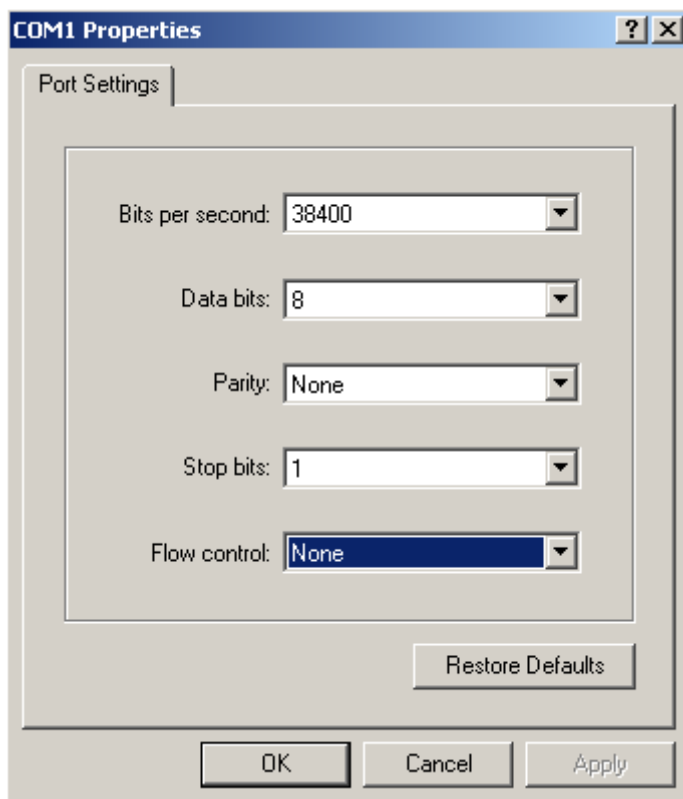 COM1 Properties
Port Settings
Bits per second: 38400
Data bits: 8
Parity: None
Stop bits: 1
Flow control: None
Restore Defaults
OK Cancel Apply